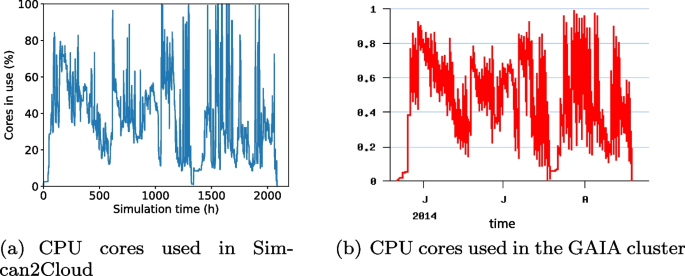 100
80
60
40
20
0
Cores in use (%)
0 500 1000 1500 2000
Simulation time (h)
(a) CPU cores used in Sim-
can2Cloud
1
0.8
0.6
0.4
0.2
0
J J A
2014
time
(b) CPU cores used in the GAIA cluster